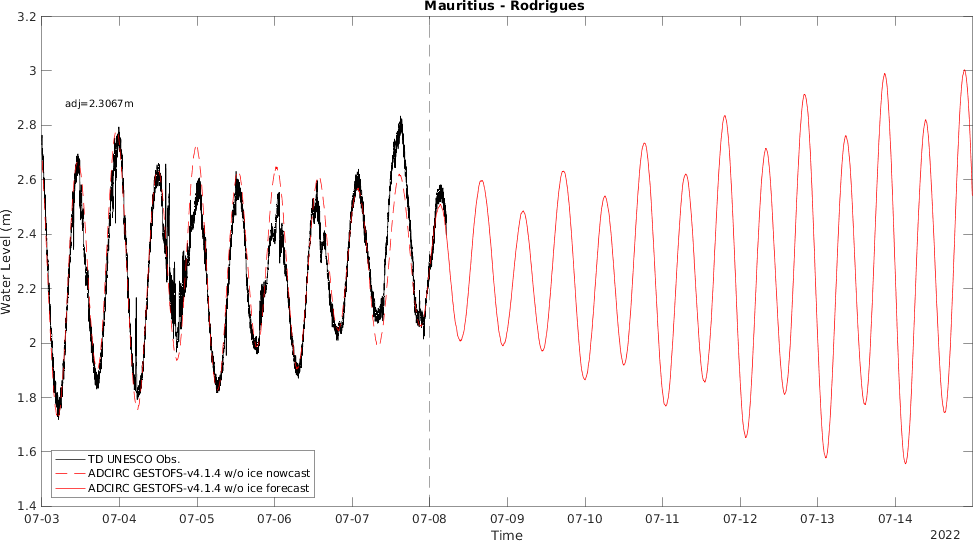 Mauritius - Rodrigues
3.2
3
2.8
2.6
2.4
2.2
2
1.8
1.6
1.4
Water Level (m)
adj=2.3067m
TD UNESCO Obs.
ADCIRC GESTOFS-v4.1.4 w/o ice nowcast
ADCIRC GESTOFS-v4.1.4 w/o ice forecast
07-03 07-04 07-05 07-06 07-07 07-08 07-09 07-10 07-11 07-12 07-13 07-14
Time
2022